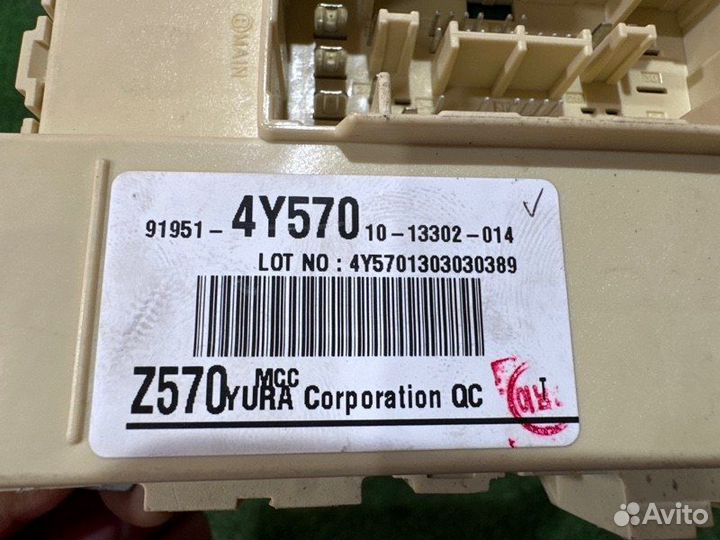 MAIN
91951- 4Y570 10-13302-014
LOT NO : 4Y5701303030389
MCC
Z570 YURA Corporation QC
Avito